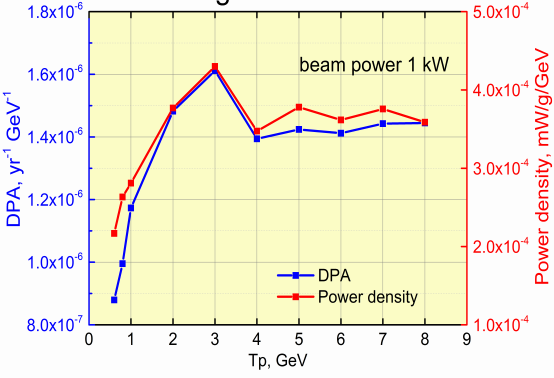 g
1.8x10⁻⁶
1.6x10⁻⁶
1.4x10⁻⁶
1.2x10⁻⁶
1.0x10⁻⁶
8.0x10⁻⁷
DPA, yr⁻¹ GeV⁻¹
5.0x10⁻⁴
4.0x10⁻⁴
3.0x10⁻⁴
2.0x10⁻⁴
1.0x10⁻⁴
Power density, mW/g/GeV
beam power 1 kW
DPA
Power density
0 1 2 3 4 5 6 7 8 9
Tp, GeV